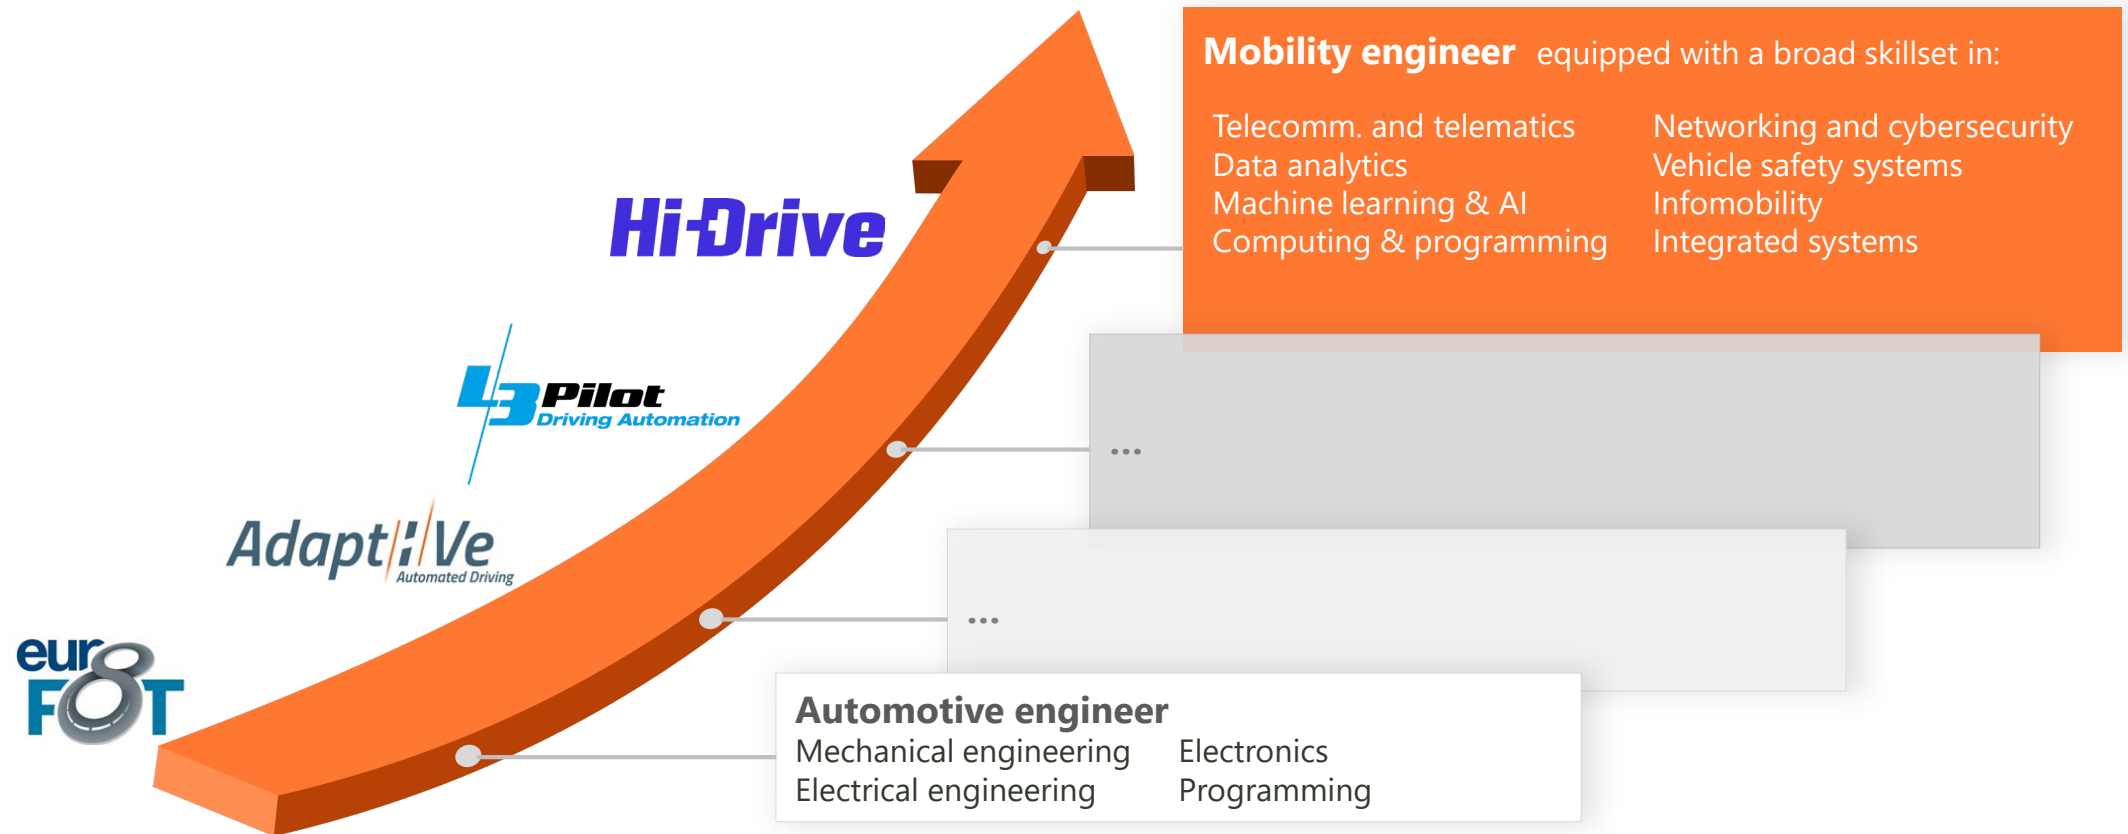 Mobility engineer equipped with a broad skillset in:
Telecomm. and telematics
Data analytics
Machine learning & AI
Computing & programming
Networking and cybersecurity
Vehicle safety systems
Infomobility
Integrated systems
Hi-Drive
L3Pilot
Driving Automation
...
AdaptIVe
Automated Driving
...
euro
FOT
Automotive engineer
Mechanical engineering
Electrical engineering
Electronics
Programming